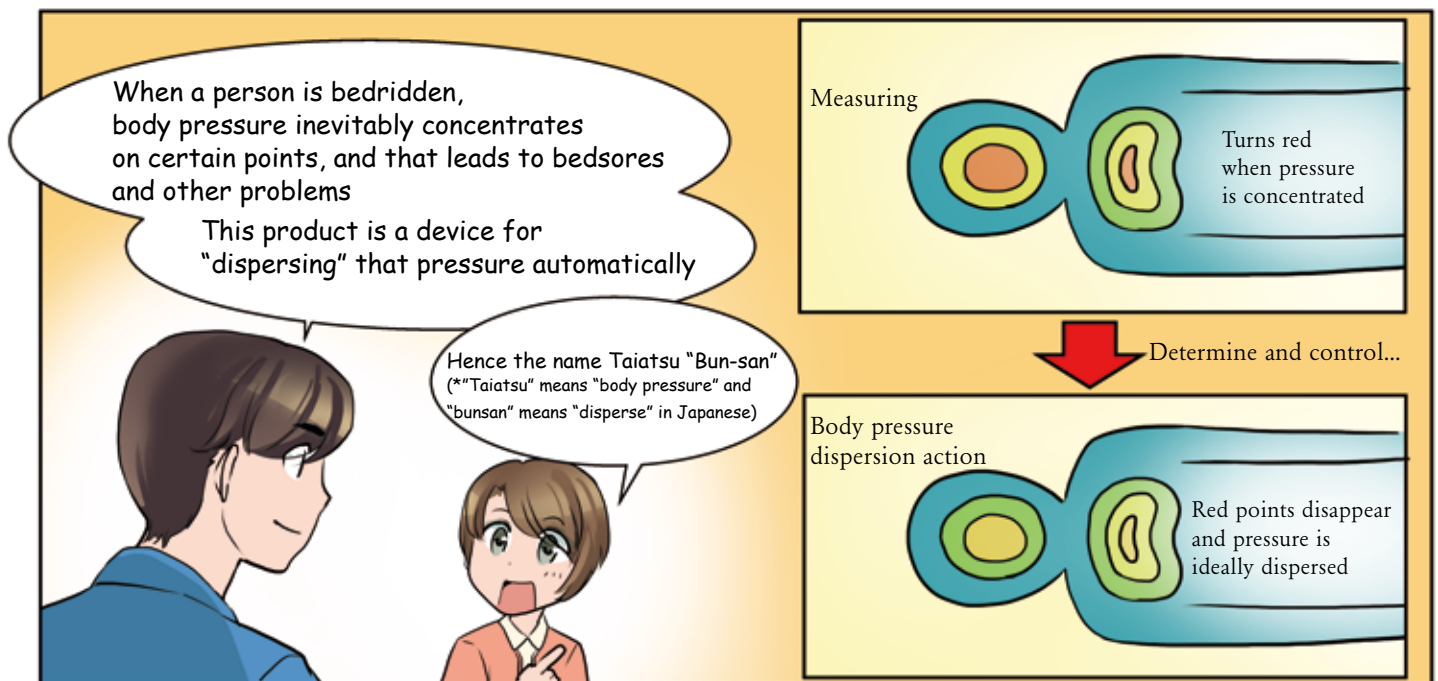 When a person is bedridden,
body pressure inevitably concentrates
on certain points, and that leads to bedsores
and other problems
This product is a device for
“dispersing” that pressure automatically
Hence the name Taiatsu “Bun-san”
(*”Taiatsu” means “body pressure” and
“bunsan” means “disperse” in Japanese)
Measuring
Turns red
when pressure
is concentrated
Determine and control...
Body pressure
dispersion action
Red points disappear
and pressure is
ideally dispersed